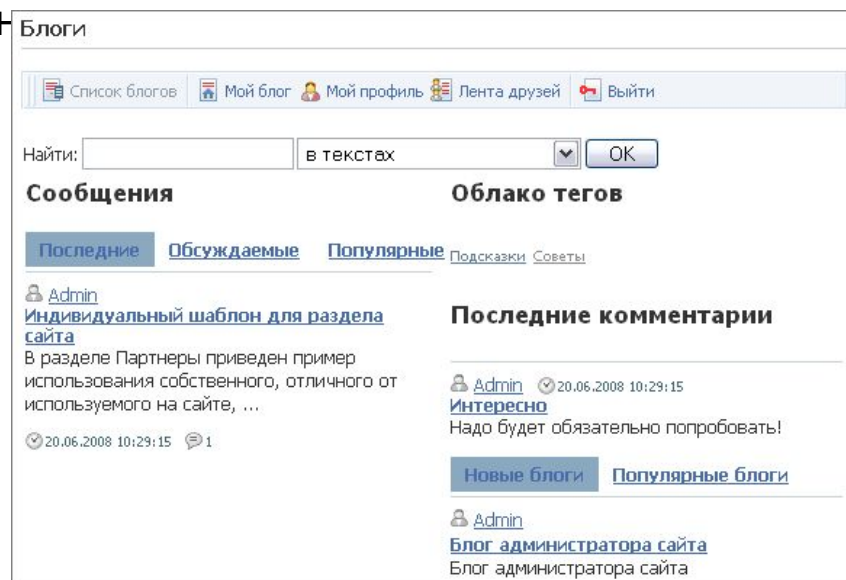 Блоги
Список блогов Мой блог Мой профиль Лента друзей Выйти
Найти: в текстах OK
Сообщения
Последние Обсуждаемые Популярные
Admin
Индивидуальный шаблон для раздела
сайта
В разделе Партнеры приведен пример
использования собственного, отличного от
используемого на сайте, ...
20.06.2008 10:29:15 1
Облако тегов
Подсказки Советы
Последние комментарии
Admin 20.06.2008 10:29:15
Интересно
Надо будет обязательно попробовать!
Новые блоги Популярные блоги
Admin
Блог администратора сайта
Блог администратора сайта